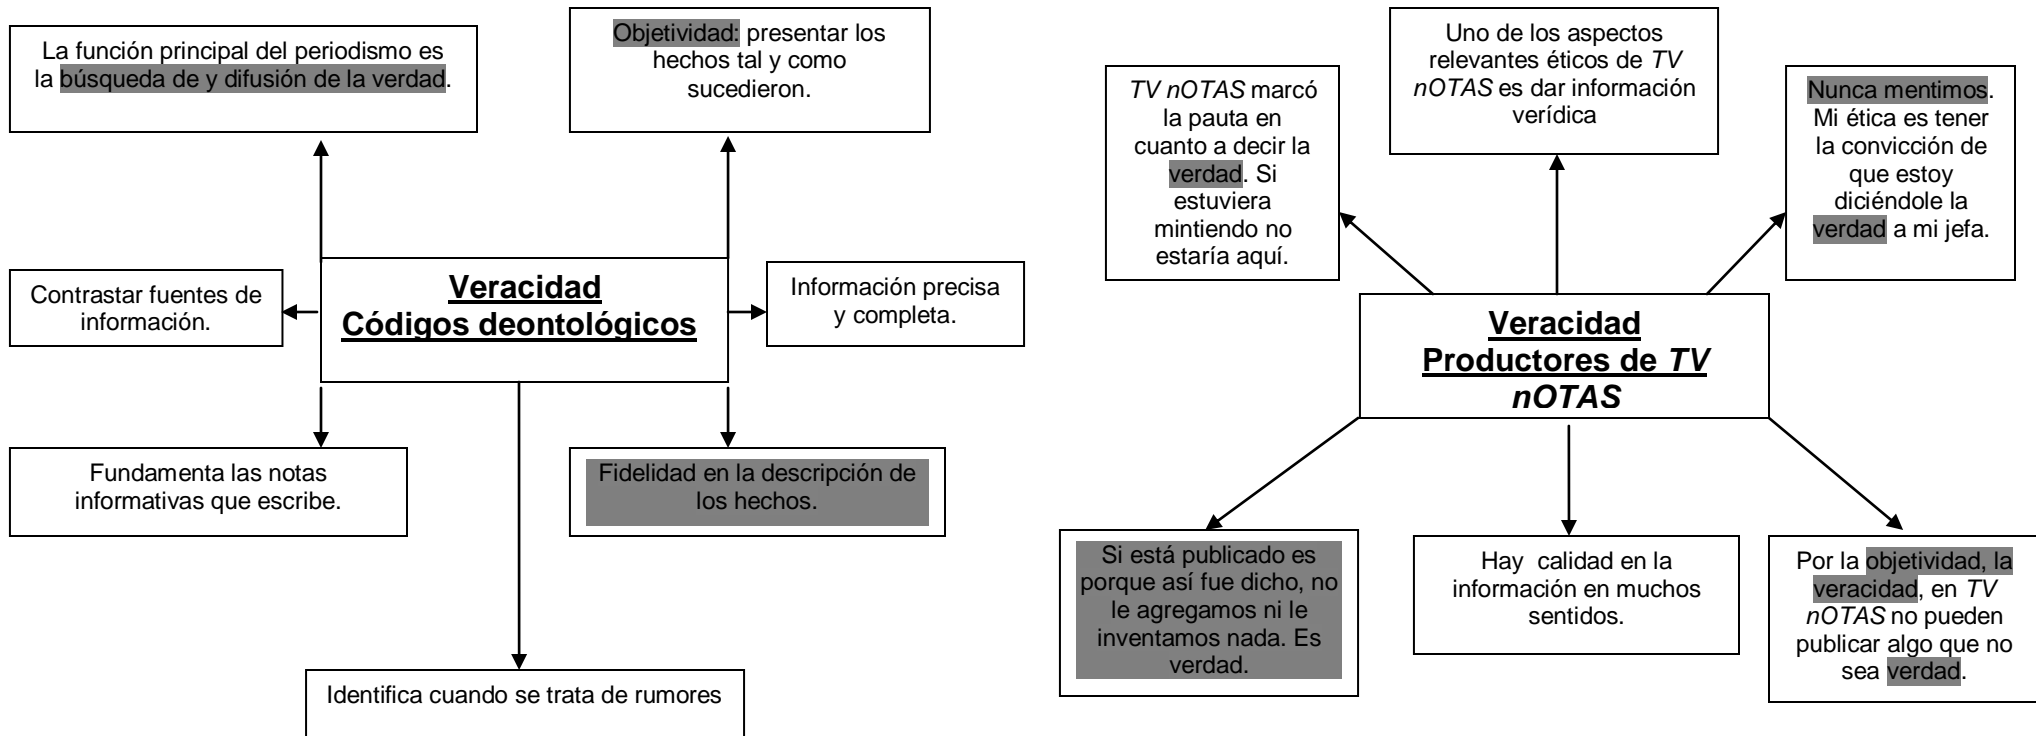 La función principal del periodismo es
la búsqueda de y difusión de la verdad.
Objetividad: presentar los
hechos tal y como
sucedieron.
Contrastar fuentes de
información.
Veracidad
Códigos deontológicos
Información precisa
y completa.
Fundamenta las notas
informativas que escribe.
Fidelidad en la descripción de
los hechos.
Identifica cuando se trata de rumores
TV nOTAS marcó
la pauta en
cuanto a decir la
verdad. Si
estuviera
mintiendo no
estaría aquí.
Uno de los aspectos
relevantes éticos de TV
nOTAS es dar información
verídica
Nunca mentimos.
Mi ética es tener
la convicción de
que estoy
diciéndole la
verdad a mi jefa.
Veracidad
Productores de TV
nOTAS
Si está publicado es
porque así fue dicho, no
le agregamos ni le
inventamos nada. Es
verdad.
Hay calidad en la
información en muchos
sentidos.
Por la objetividad, la
veracidad, en TV
nOTAS no pueden
publicar algo que no
sea verdad.